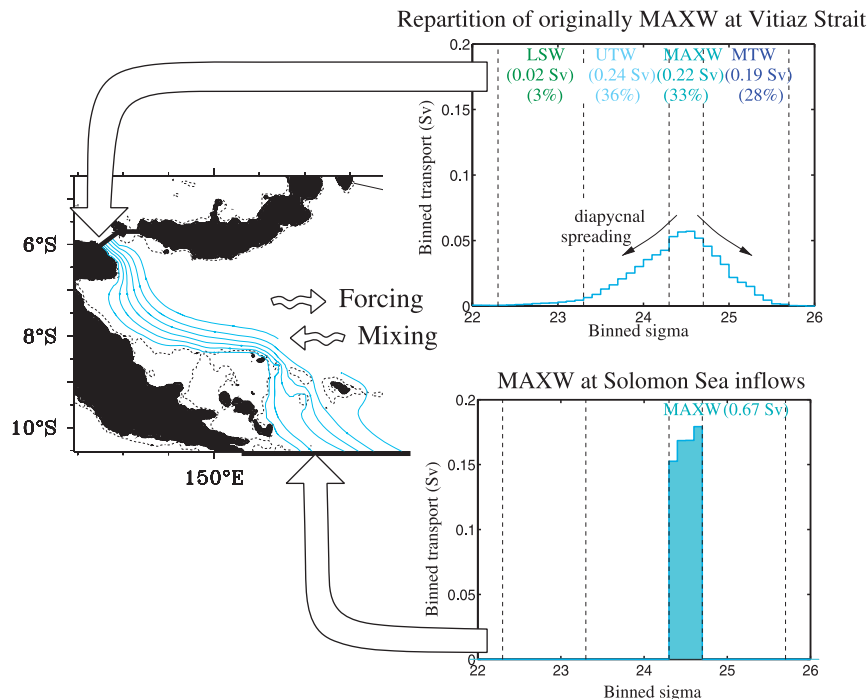 Repartition of originally MAXW at Vitiaz Strait
0.2
0.15
0.1
0.05
0
Binned transport (Sv)
LSW
(0.02 Sv)
(3%)
UTW
(0.24 Sv)
(36%)
MAXW
(0.22 Sv)
(33%)
MTW
(0.19 Sv)
(28%)
diapycnal
spreading
22 23 24 25 26
Binned sigma
6°S
8°S
10°S
150°E
Forcing
Mixing
MAXW at Solomon Sea inflows
0.2
0.15
0.1
0.05
0
Binned transport (Sv)
MAXW (0.67 Sv)
22 23 24 25 26
Binned sigma